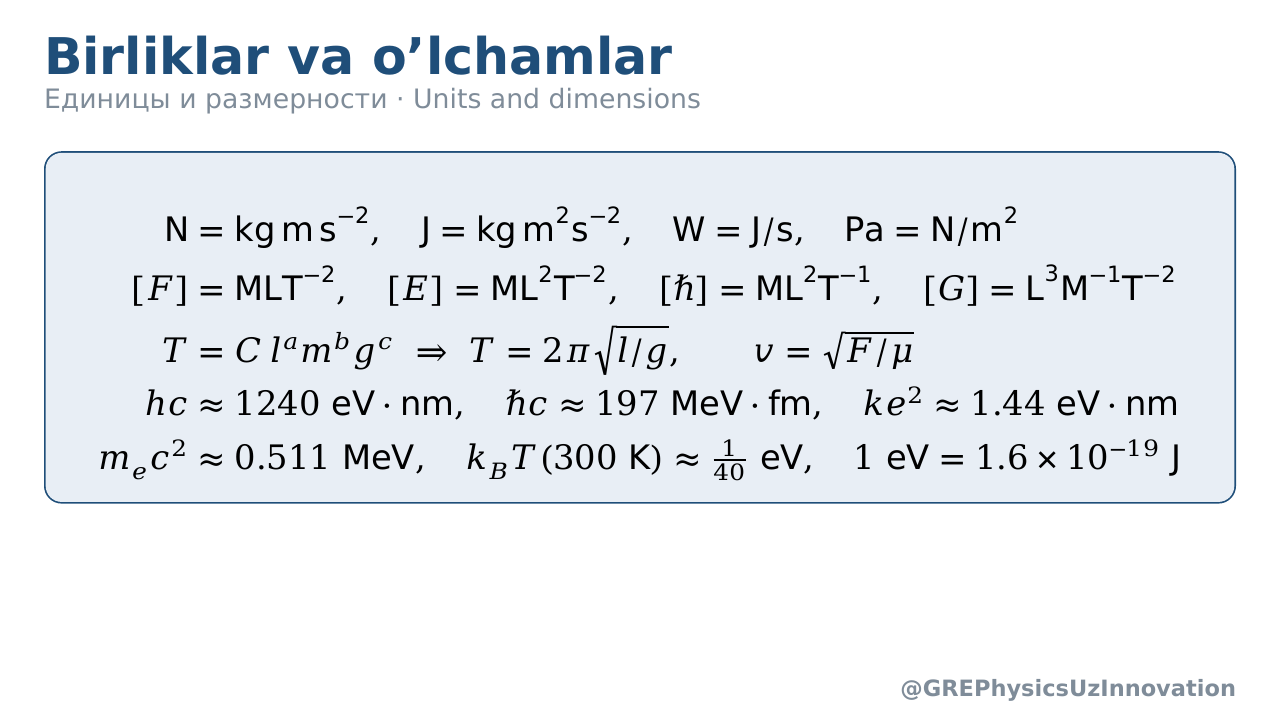 Birliklar va o’lchamlar
Единицы и размерности · Units and dimensions
N = kg m s⁻², J = kg m²s⁻², W = J/s, Pa = N/m²
[F] = MLT⁻², [E] = ML²T⁻², [ℏ] = ML²T⁻¹, [G] = L³M⁻¹T⁻²
T = C lᵃmᵇgᶜ ⇒ T = 2π√(l/g), v = √(F/μ)
hc ≈ 1240 eV · nm, ℏc ≈ 197 MeV · fm, ke² ≈ 1.44 eV · nm
mₑc² ≈ 0.511 MeV, k_BT(300 K) ≈ 1/40 eV, 1 eV = 1.6 × 10⁻¹⁹ J
@GREPhysicsUzInnovation